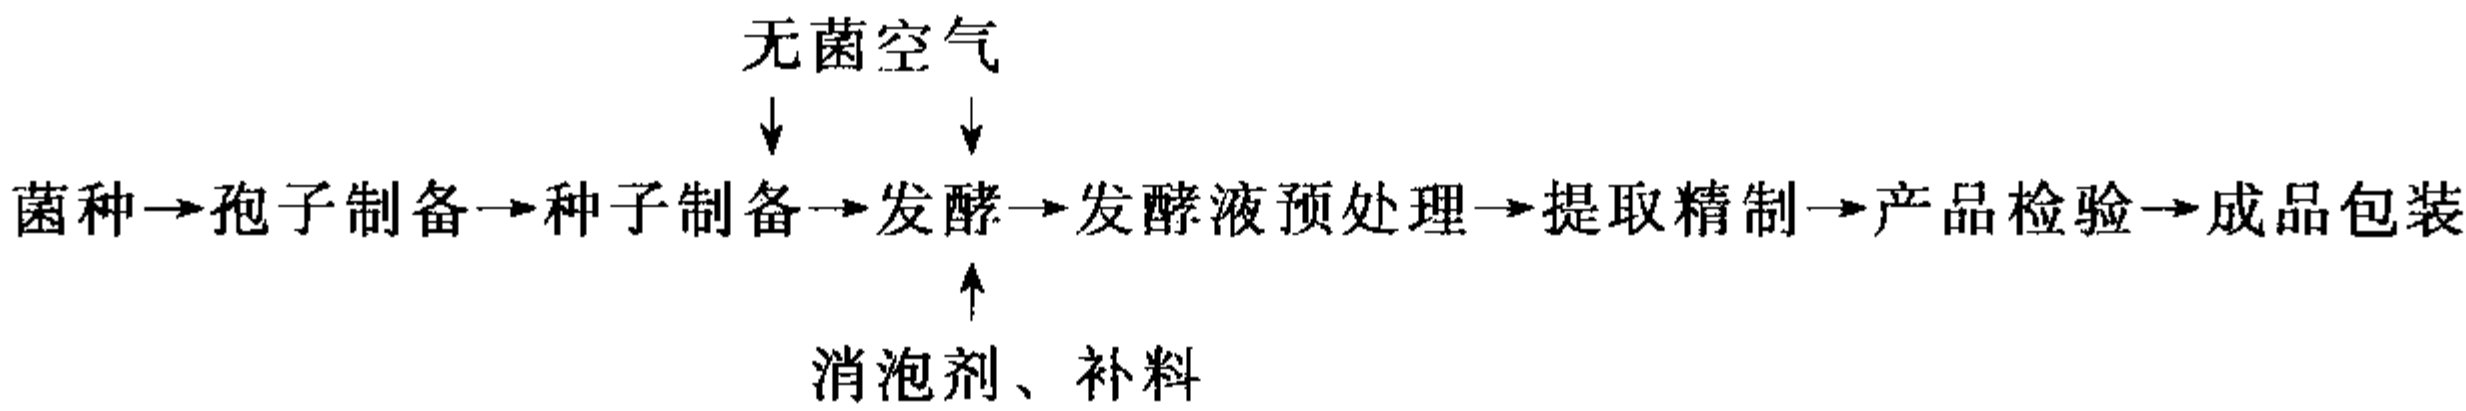 无菌空气
↓ ↓
菌种→孢子制备→种子制备→发酵→发酵液预处理→提取精制→产品检验→成品包装
↑
消泡剂、补料